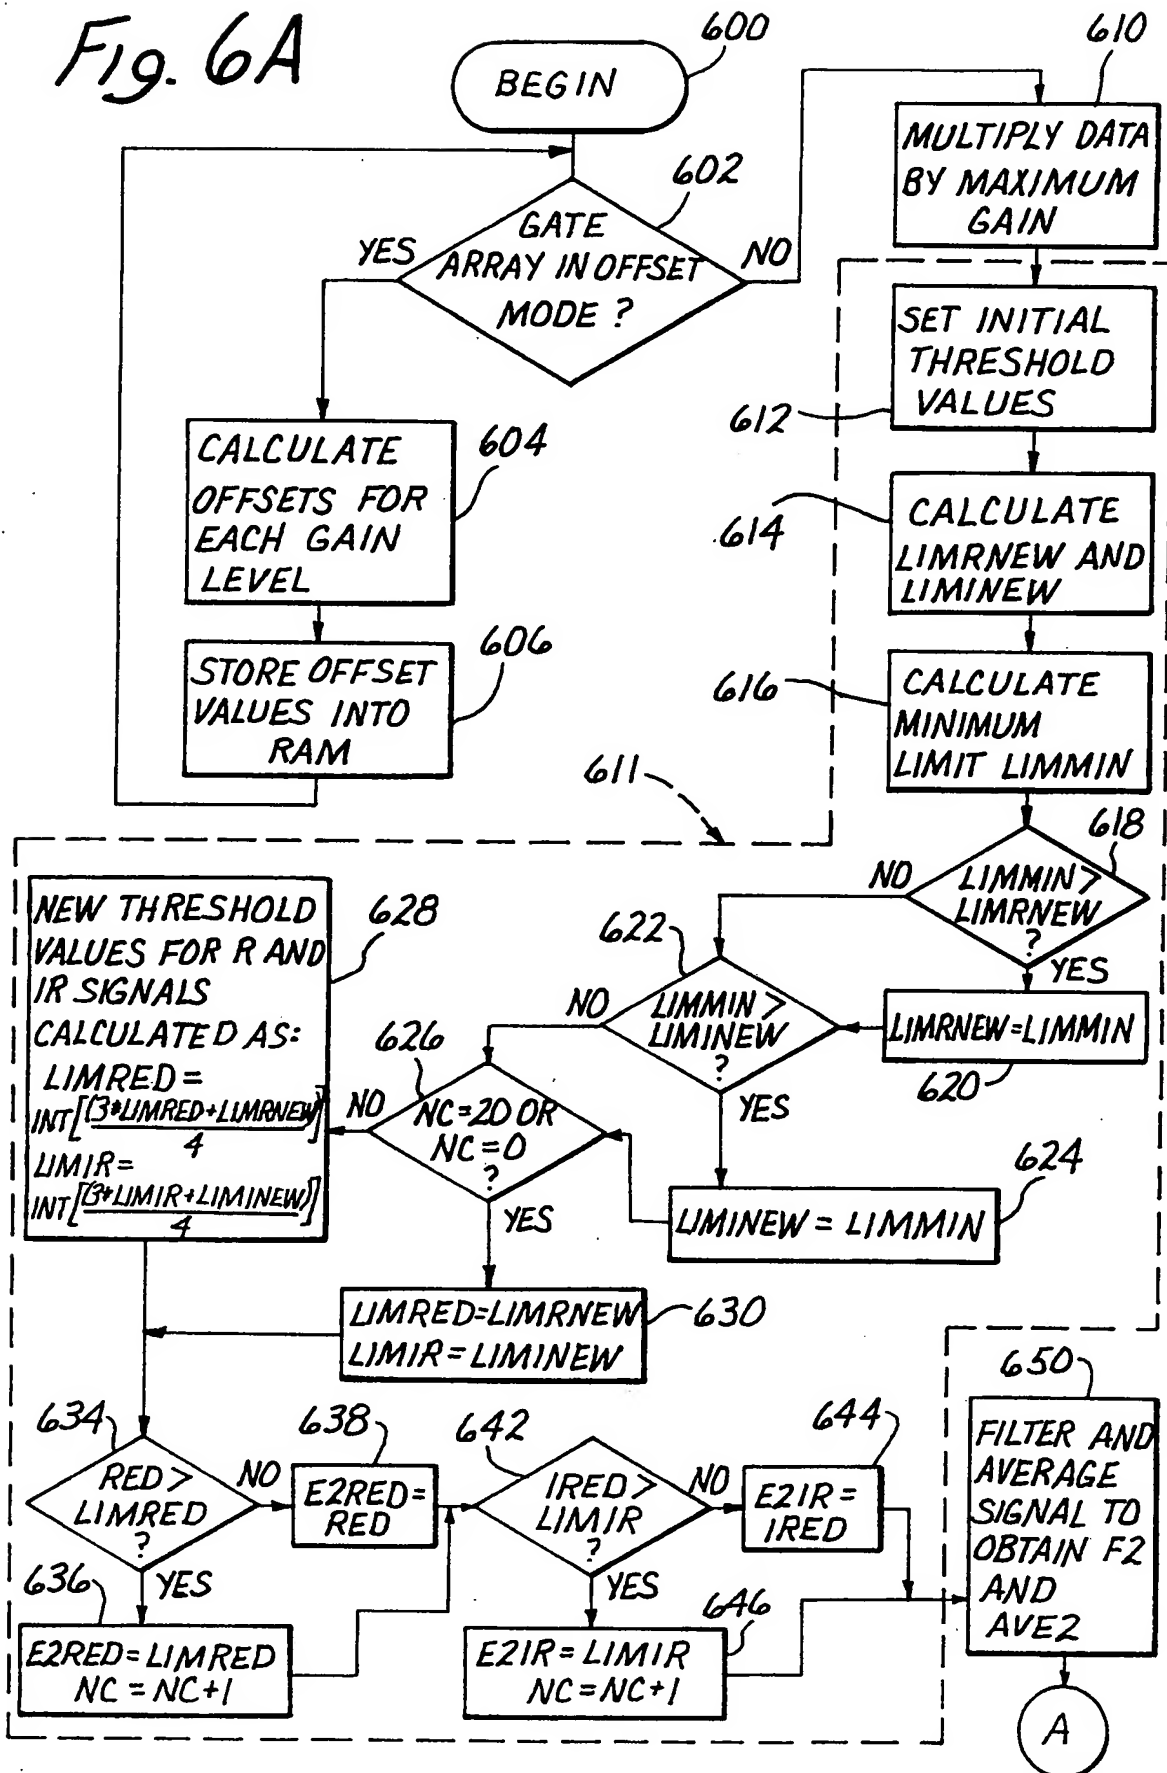 Fig. 6A
600
BEGIN
602
GATE
ARRAY IN OFFSET
MODE ?
YES
NO
604
CALCULATE
OFFSETS FOR
EACH GAIN
LEVEL
606
STORE OFFSET
VALUES INTO
RAM
610
MULTIPLY DATA
BY MAXIMUM
GAIN
611
612
SET INITIAL
THRESHOLD
VALUES
614
CALCULATE
LIMRNEW AND
LIMINEW
616
CALCULATE
MINIMUM
LIMIT LIMMIN
618
LIMMIN >
LIMRNEW
?
NO
YES
LIMRNEW=LIMMIN
620
622
LIMMIN >
LIMINEW
?
NO
YES
624
LIMINEW = LIMMIN
626
NC=20 OR
NC=0
?
NO
YES
628
NEW THRESHOLD
VALUES FOR R AND
IR SIGNALS
CALCULATED AS:
LIMRED =
INT[(3*LIMRED+LIMRNEW)]
4
LIMIR=
INT[(3*LIMIR+LIMINEW)]
4
LIMRED=LIMRNEW
LIMIR=LIMINEW
630
634
RED >
LIMRED
?
NO
YES
636
E2RED=LIMRED
NC=NC+1
638
E2RED=
RED
642
IRED >
LIMIR
?
NO
YES
644
E2IR=
IRED
646
E2IR=LIMIR
NC=NC+1
650
FILTER AND
AVERAGE
SIGNAL TO
OBTAIN F2
AND
AVE2
A